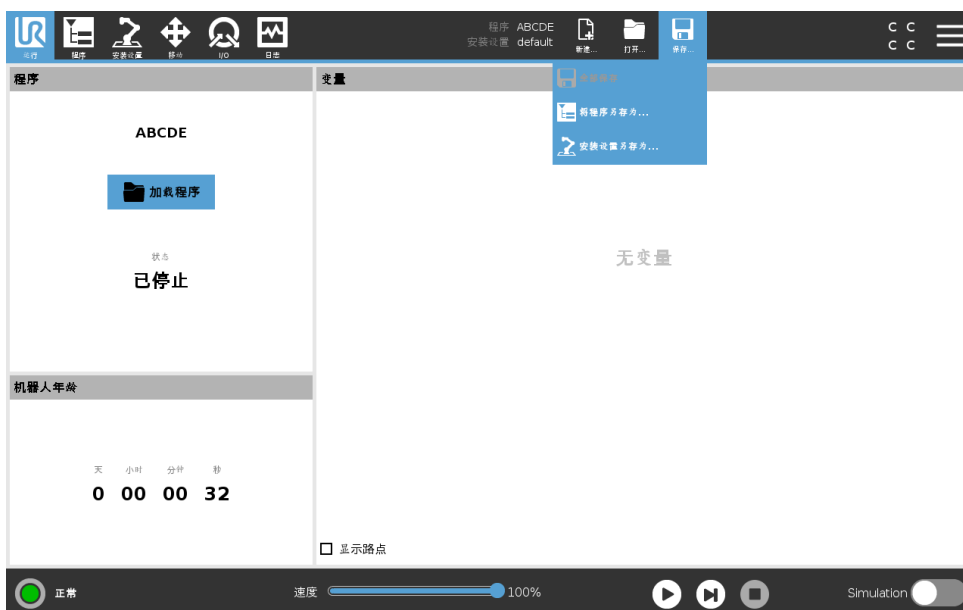 程序 ABCDE
安装设置 default
C C
C C
运行 程序 安装设置 移动 I/O 日志 新建... 打开... 保存...
程序
变量
全部保存
将程序另存为...
安装设置另存为...
ABCDE
加载程序
状态
已停止
无变量
机器人年龄
天 小时 分钟 秒
0 00 00 32
显示路点
正常
速度 100%
Simulation